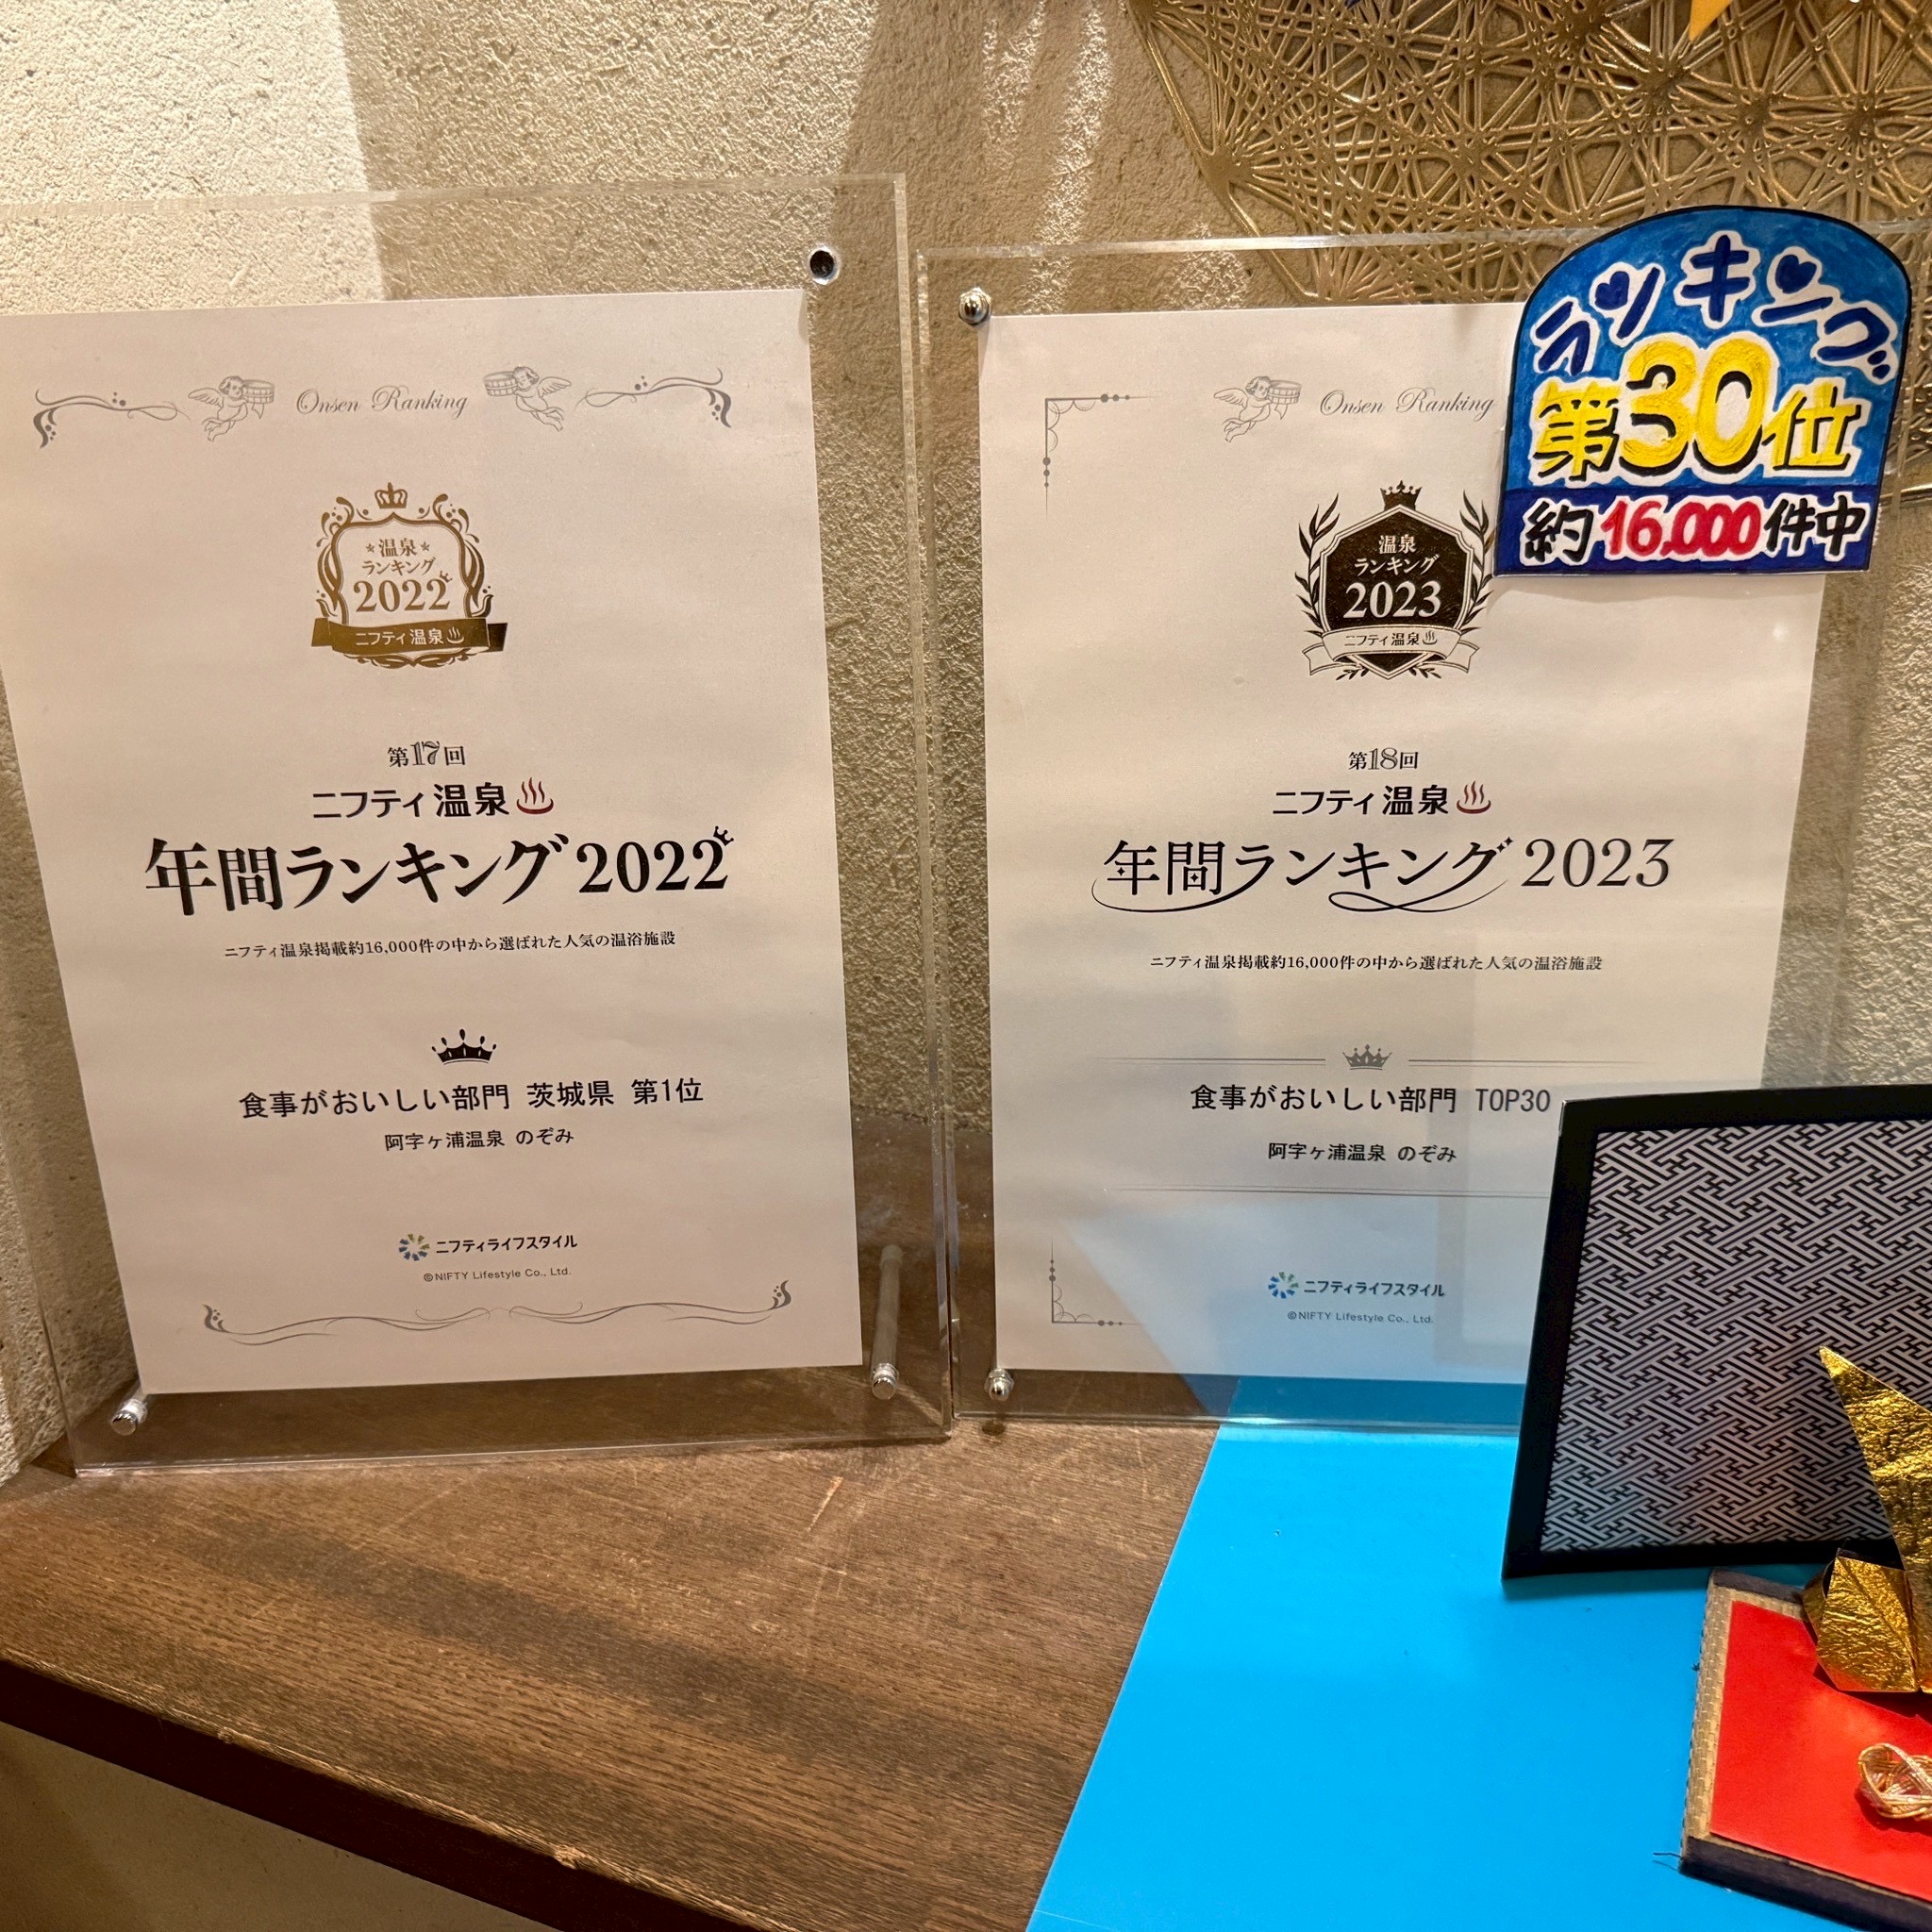 Onsen Ranking
温泉
ランキング
2022
ニフティ温泉
第17回
ニフティ温泉
年間ランキング2022
ニフティ温泉掲載約16,000件の中から選ばれた人気の温浴施設
食事がおいしい部門 茨城県 第1位
阿字ヶ浦温泉 のぞみ
ニフティライフスタイル
©NIFTY Lifestyle Co., Ltd.
Onsen Ranking
温泉
ランキング
2023
ニフティ温泉
第18回
ニフティ温泉
年間ランキング2023
ニフティ温泉掲載約16,000件の中から選ばれた人気の温浴施設
食事がおいしい部門 TOP30
阿字ヶ浦温泉 のぞみ
ニフティライフスタイル
©NIFTY Lifestyle Co., Ltd.
ランキング
第30位
約16,000件中